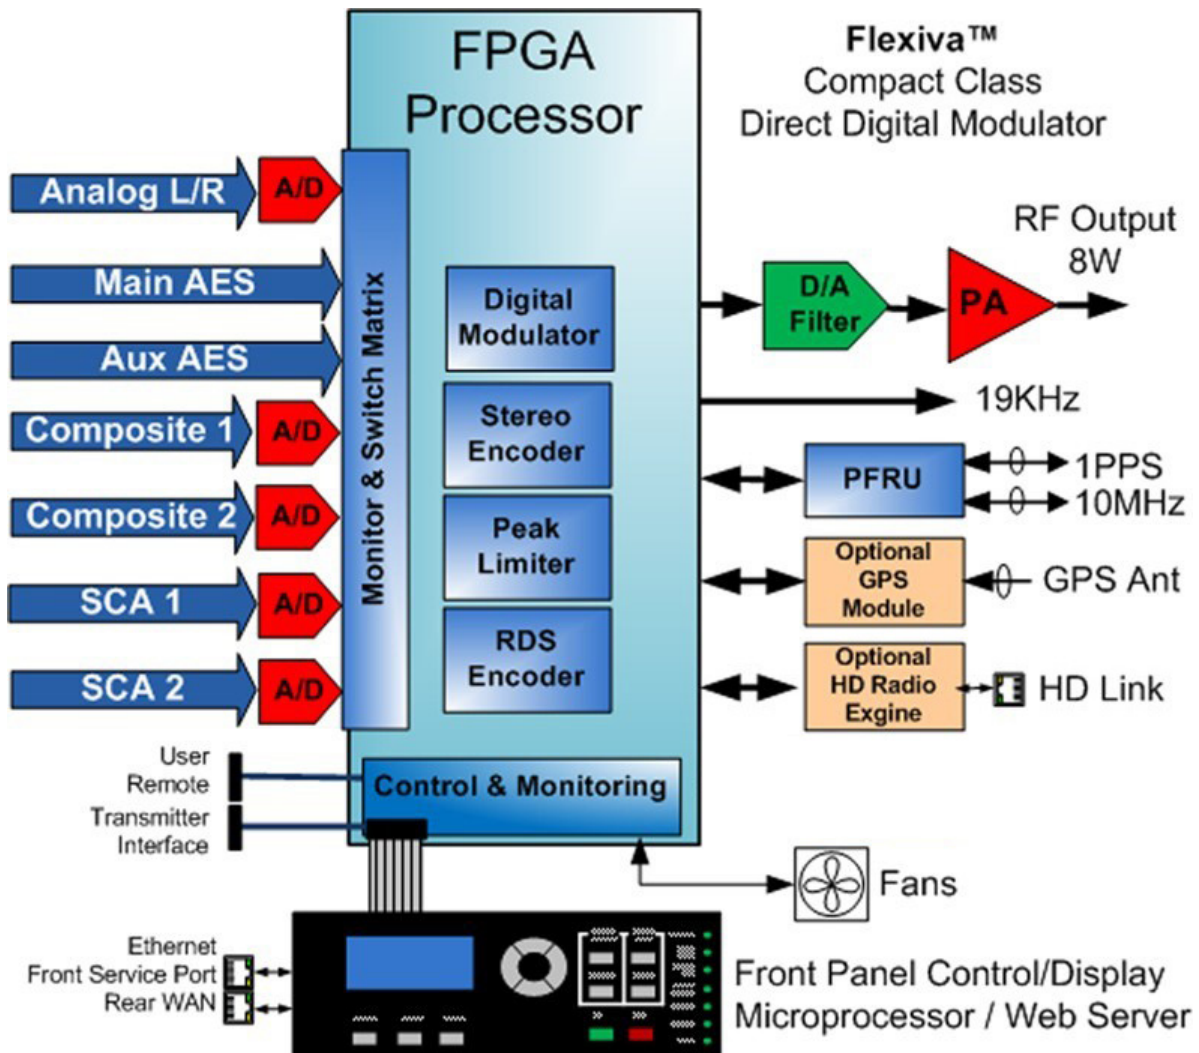 FPGA
Processor
Flexiva™
Compact Class
Direct Digital Modulator
Analog L/R
A/D
Main AES
Aux AES
Composite 1
A/D
Composite 2
A/D
SCA 1
A/D
SCA 2
A/D
Monitor & Switch Matrix
Digital
Modulator
Stereo
Encoder
Peak
Limiter
RDS
Encoder
D/A
Filter
PA
RF Output
8W
19KHz
PFRU
1PPS
10MHz
Optional
GPS
Module
GPS Ant
Optional
HD Radio
Exgine
HD Link
User
Remote
Transmitter
Interface
Control & Monitoring
Fans
Ethernet
Front Service Port
Rear WAN
Front Panel Control/Display
Microprocessor / Web Server